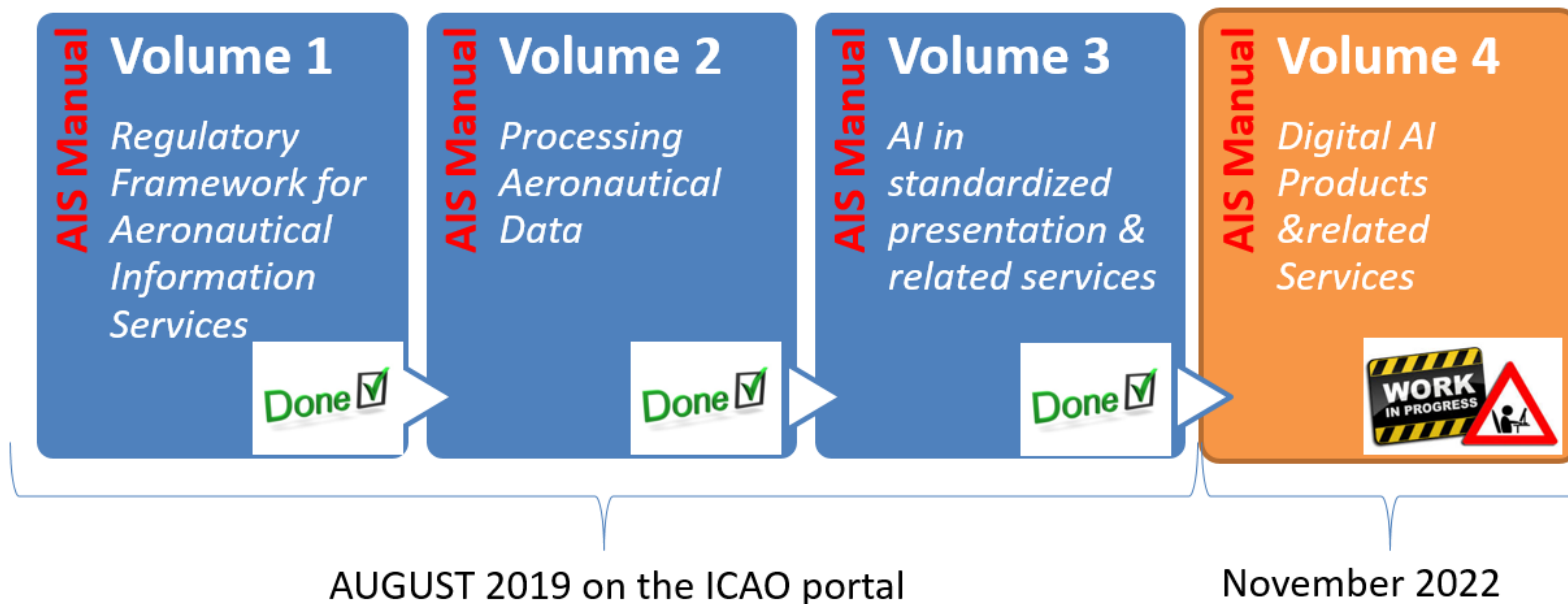 AIS Manual
Volume 1
Regulatory
Framework for
Aeronautical
Information
Services
Done
AIS Manual
Volume 2
Processing
Aeronautical
Data
Done
AIS Manual
Volume 3
AI in
standardized
presentation &
related services
Done
AIS Manual
Volume 4
Digital AI
Products
&related
Services
WORK
IN PROGRESS
AUGUST 2019 on the ICAO portal
November 2022